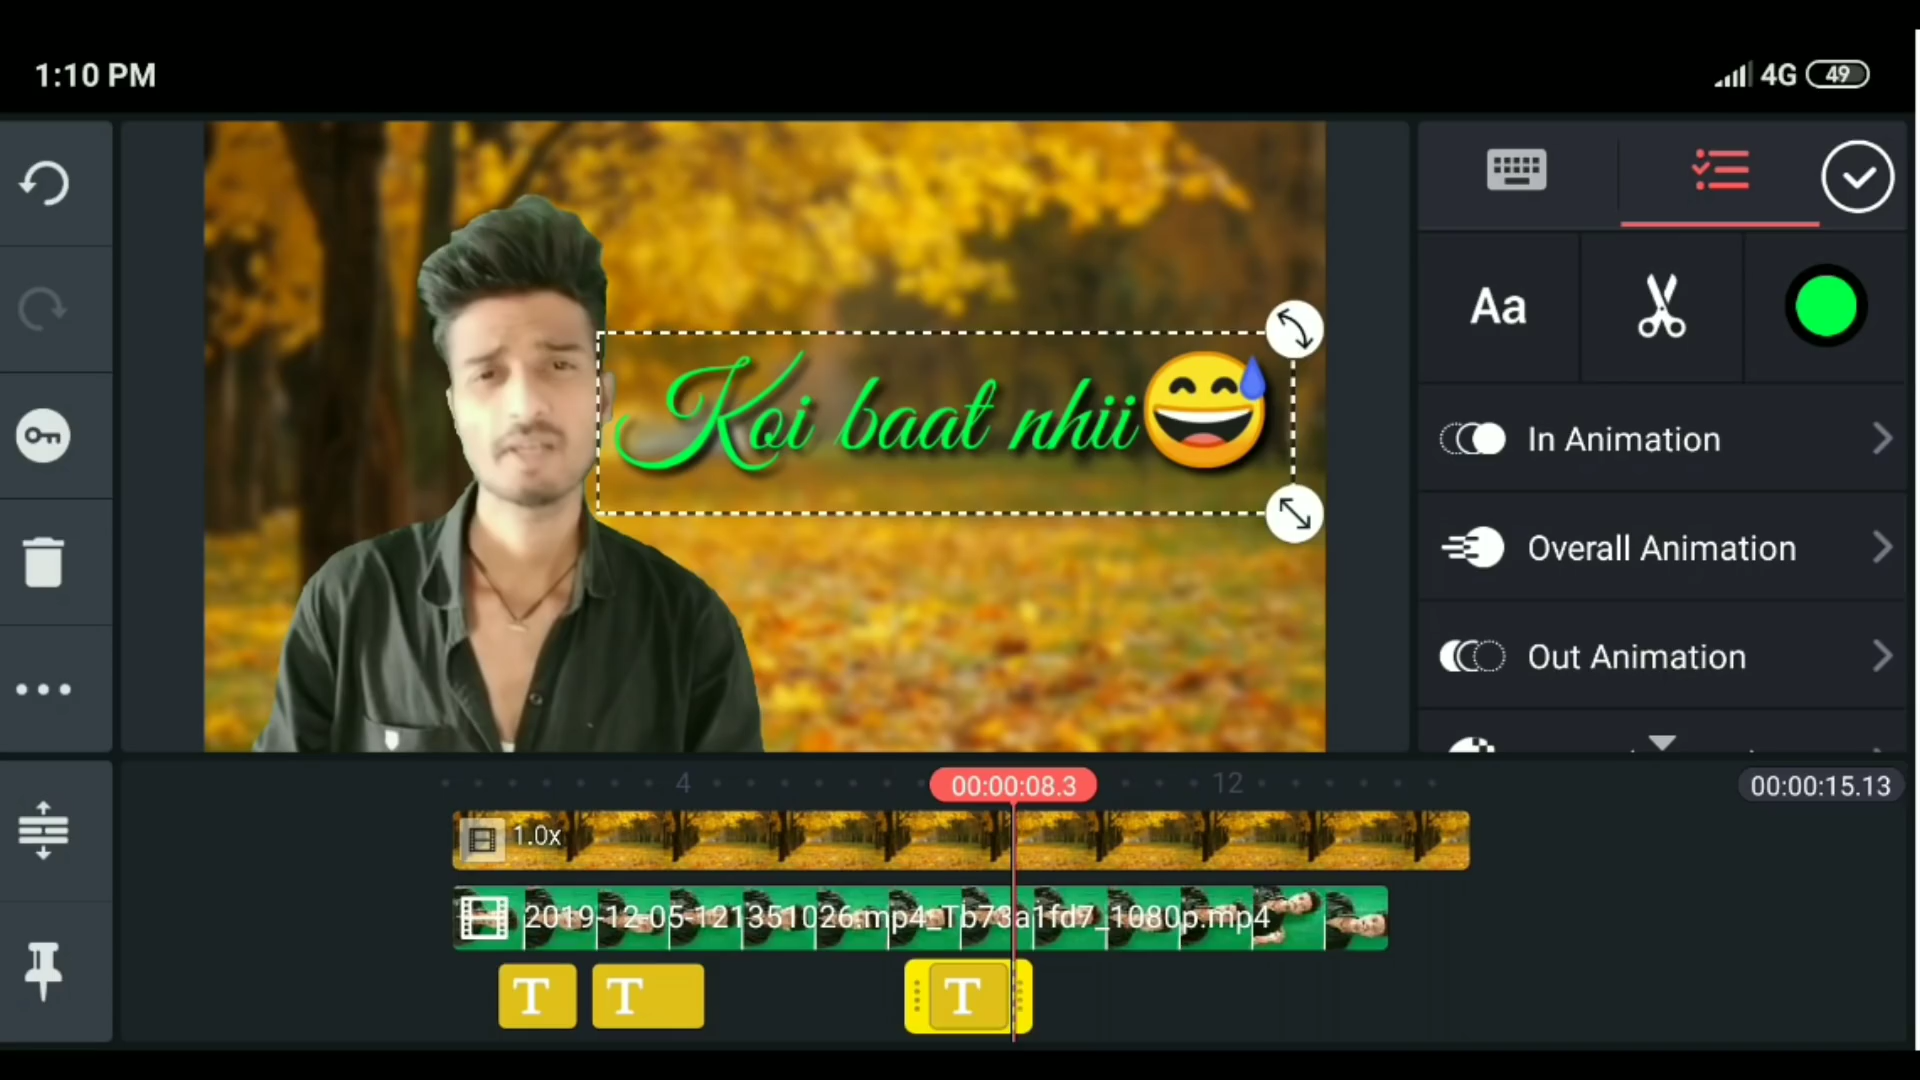 1:10 PM
4G 49
Koi baat nhii😅
Aa
In Animation
Overall Animation
Out Animation
4
00:00:08.3
12
00:00:15.13
1.0x
2019-12-05-121351026.mp4_Tb73a1fd7_1080p.mp4
T T T